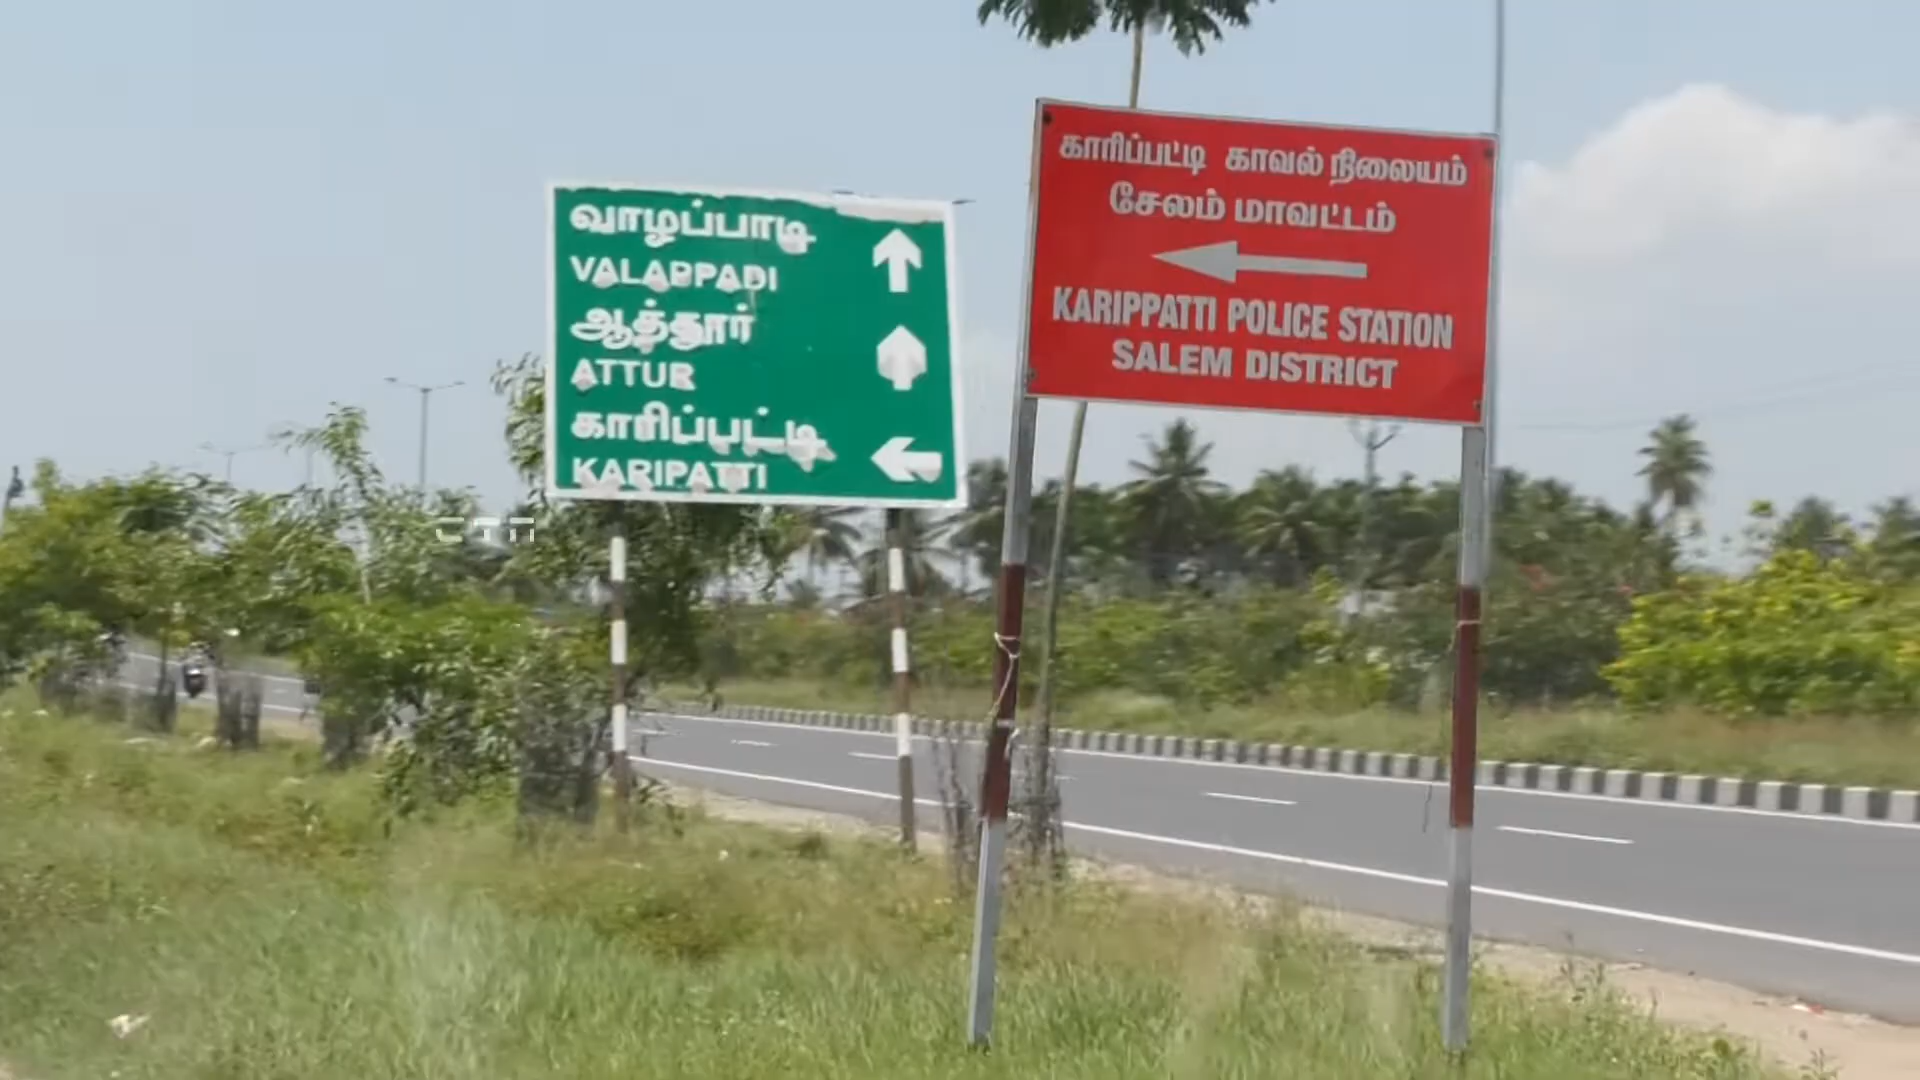 வாழப்பாடி
VALAPPADI
ஆத்தூர்
ATTUR
காரிப்பட்டி
KARIPATTI
காரிப்பட்டி காவல் நிலையம்
சேலம் மாவட்டம்
KARIPPATTI POLICE STATION
SALEM DISTRICT